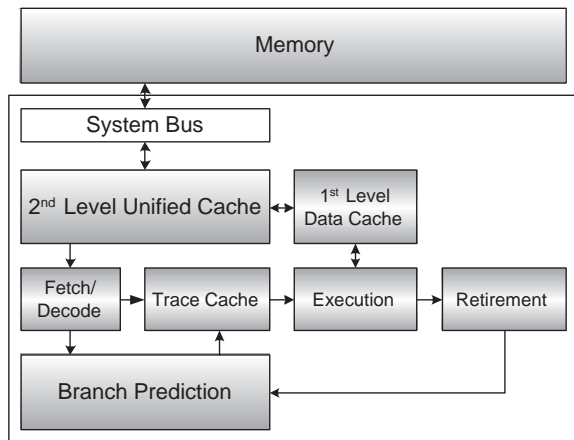 Memory
System Bus
2nd Level Unified Cache
1st Level
Data Cache
Fetch/
Decode
Trace Cache
Execution
Retirement
Branch Prediction